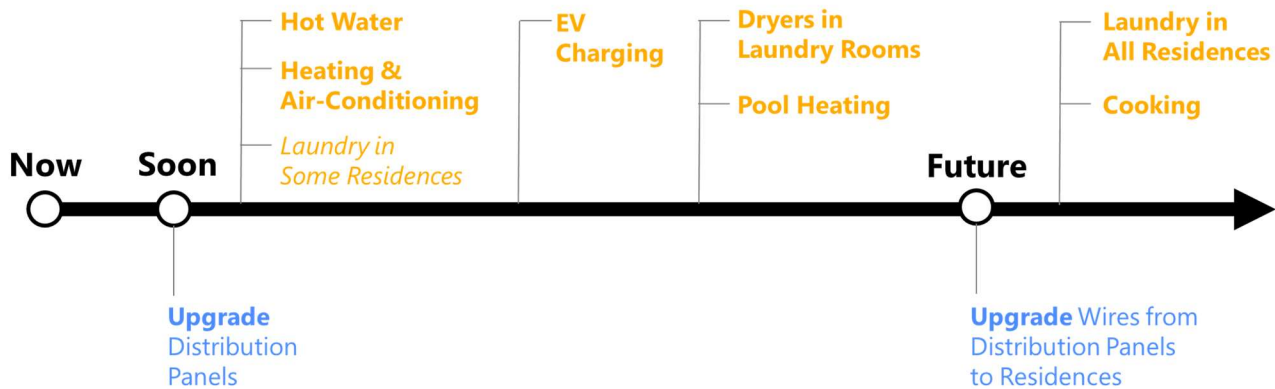 Hot Water
Heating &
Air-Conditioning
Laundry in
Some Residences
EV
Charging
Dryers in
Laundry Rooms
Pool Heating
Laundry in
All Residences
Cooking
Now
Soon
Future
Upgrade
Distribution
Panels
Upgrade Wires from
Distribution Panels
to Residences